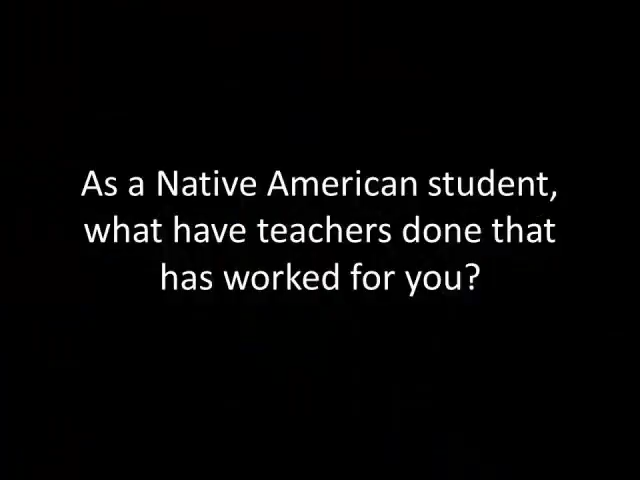 As a Native American student,
what have teachers done that
has worked for you?